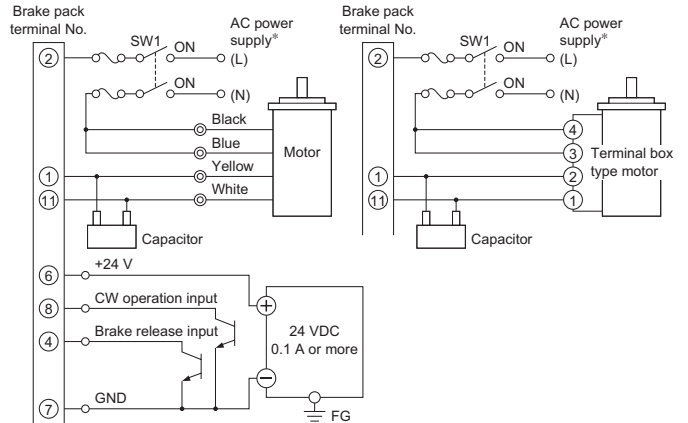 Brake pack
terminal No.
AC power
supply*
2
SW1
ON
(L)
ON
(N)
Black
Blue
Yellow
White
Motor
1
11
Capacitor
6
+24 V
8
CW operation input
4
Brake release input
7
GND
+
24 VDC
0.1 A or more
−
FG
Brake pack
terminal No.
AC power
supply*
2
SW1
ON
(L)
ON
(N)
4
3
2
1
Terminal box
type motor
1
11
Capacitor